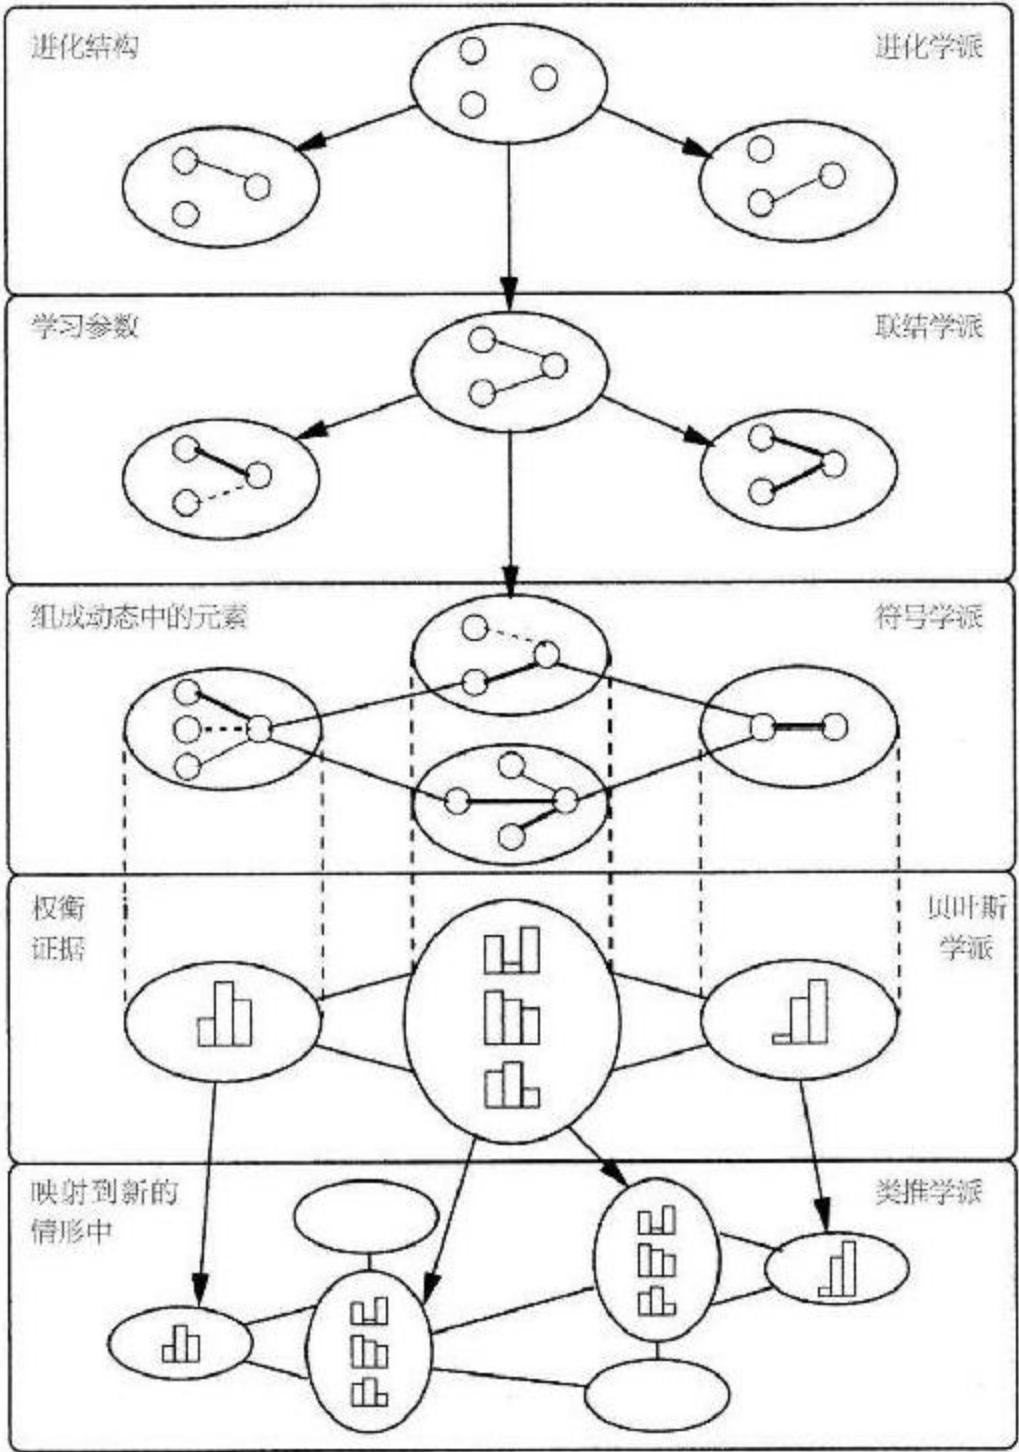 进化结构
进化学派
学习参数
联结学派
组成动态中的元素
符号学派
权衡
证据
贝叶斯
学派
映射到新的
情形中
类推学派